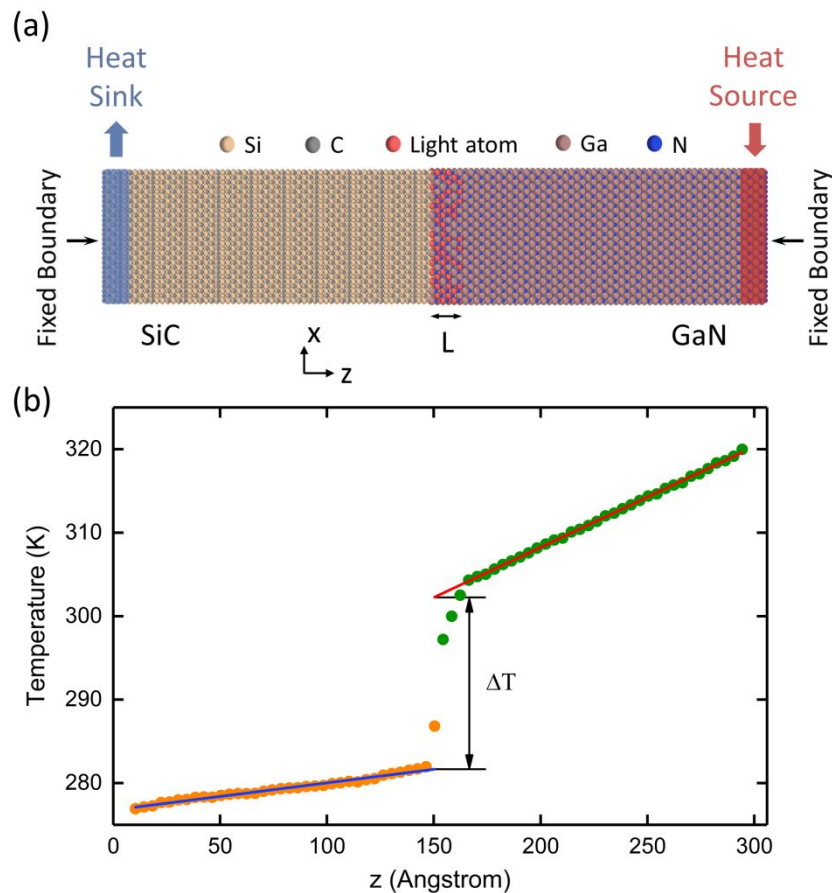 (a)
Heat
Sink
Heat
Source
Si
C
Light atom
Ga
N
Fixed Boundary
Fixed Boundary
SiC
x
z
L
GaN
(b)
320
310
300
290
280
Temperature (K)
ΔT
0
50
100
150
200
250
300
z (Angstrom)